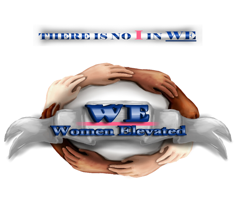 THERE IS NO I IN WE
WE
Women Elevated